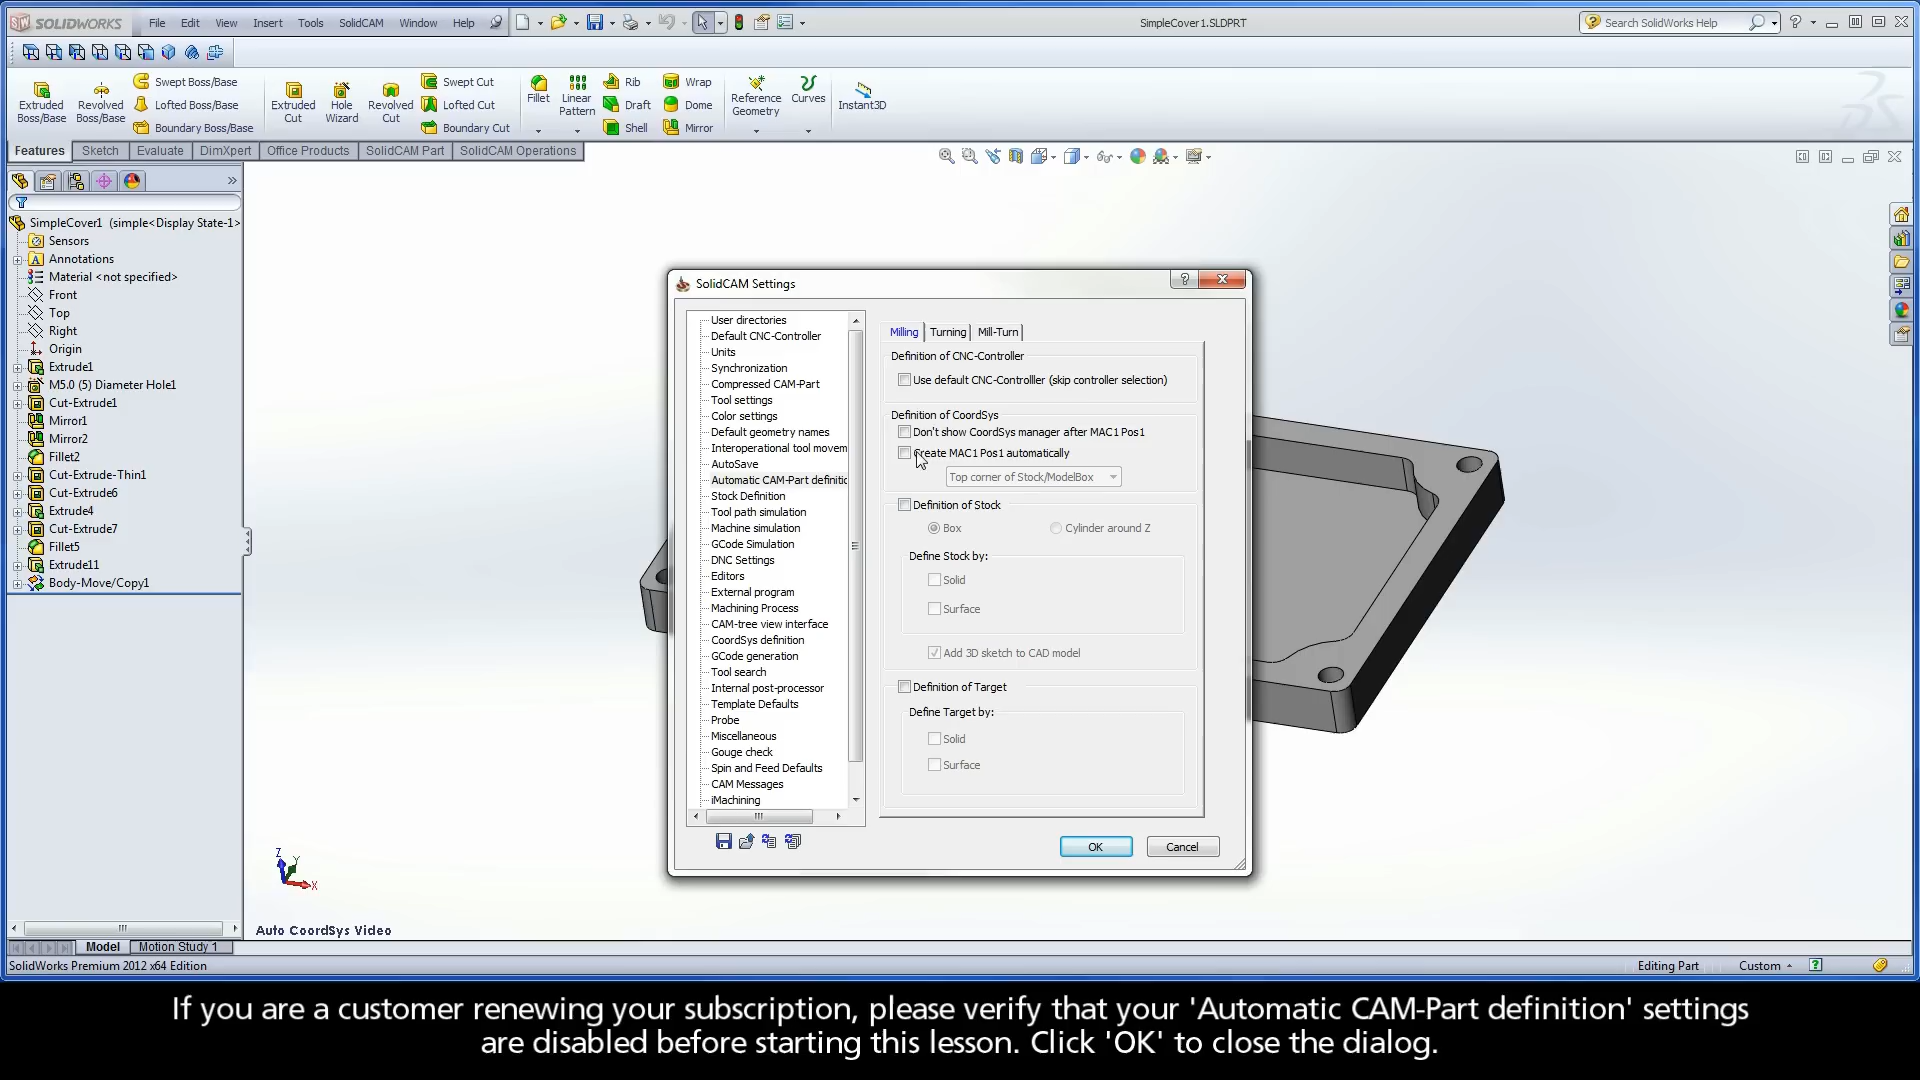 SOLIDWORKS
File Edit View Insert Tools SolidCAM Window Help
SimpleCover1.SLDPRT
Search SolidWorks Help
Extruded Boss/Base
Revolved Boss/Base
Swept Boss/Base
Lofted Boss/Base
Boundary Boss/Base
Extruded Cut
Hole Wizard
Revolved Cut
Swept Cut
Lofted Cut
Boundary Cut
Fillet
Linear Pattern
Rib
Draft
Shell
Wrap
Dome
Mirror
Reference Geometry
Curves
Instant3D
Features Sketch Evaluate DimXpert Office Products SolidCAM Part SolidCAM Operations
SimpleCover1 (simple<Display State-1>
Sensors
Annotations
Material <not specified>
Front
Top
Right
Origin
Extrude1
M5.0 (5) Diameter Hole1
Cut-Extrude1
Mirror1
Mirror2
Fillet2
Cut-Extrude-Thin1
Cut-Extrude6
Extrude4
Cut-Extrude7
Fillet5
Extrude11
Body-Move/Copy1
SolidCAM Settings
User directories
Default CNC-Controller
Units
Synchronization
Compressed CAM-Part
Tool settings
Color settings
Default geometry names
Interoperational tool movem
AutoSave
Automatic CAM-Part definitio
Stock Definition
Tool path simulation
Machine simulation
GCode Simulation
DNC Settings
Editors
External program
Machining Process
CAM-tree view interface
CoordSys definition
GCode generation
Tool search
Internal post-processor
Template Defaults
Probe
Miscellaneous
Gouge check
Spin and Feed Defaults
CAM Messages
iMachining
Milling Turning Mill-Turn
Definition of CNC-Controller
Use default CNC-Controlller (skip controller selection)
Definition of CoordSys
Don't show CoordSys manager after MAC1 Pos1
Create MAC1 Pos1 automatically
Top corner of Stock/ModelBox
Definition of Stock
Box Cylinder around Z
Define Stock by:
Solid
Surface
Add 3D sketch to CAD model
Definition of Target
Define Target by:
Solid
Surface
OK Cancel
Z
Y
X
Auto CoordSys Video
Model Motion Study 1
SolidWorks Premium 2012 x64 Edition
Editing Part Custom
If you are a customer renewing your subscription, please verify that your 'Automatic CAM-Part definition' settings
are disabled before starting this lesson. Click 'OK' to close the dialog.